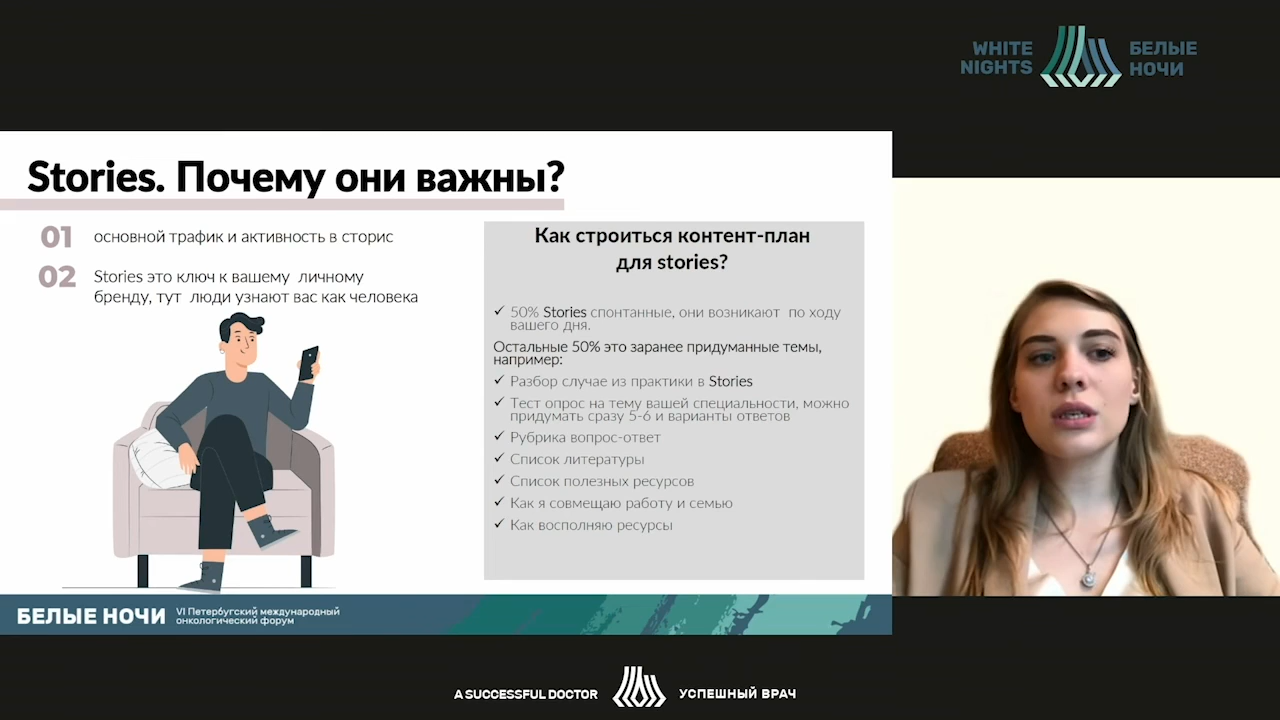 WHITE
NIGHTS
БЕЛЫЕ
НОЧИ
Stories. Почему они важны?
01 основной трафик и активность в сторис
02 Stories это ключ к вашему личному
бренду, тут люди узнают вас как человека
Как строиться контент-план
для stories?
✓ 50% Stories спонтанные, они возникают по ходу
вашего дня.
Остальные 50% это заранее придуманные темы,
например:
✓ Разбор случае из практики в Stories
✓ Тест опрос на тему вашей специальности, можно
придумать сразу 5-6 и варианты ответов
✓ Рубрика вопрос-ответ
✓ Список литературы
✓ Список полезных ресурсов
✓ Как я совмещаю работу и семью
✓ Как восполняю ресурсы
БЕЛЫЕ НОЧИ
VI Петербугский международный
онкологический форум
A SUCCESSFUL DOCTOR
УСПЕШНЫЙ ВРАЧ